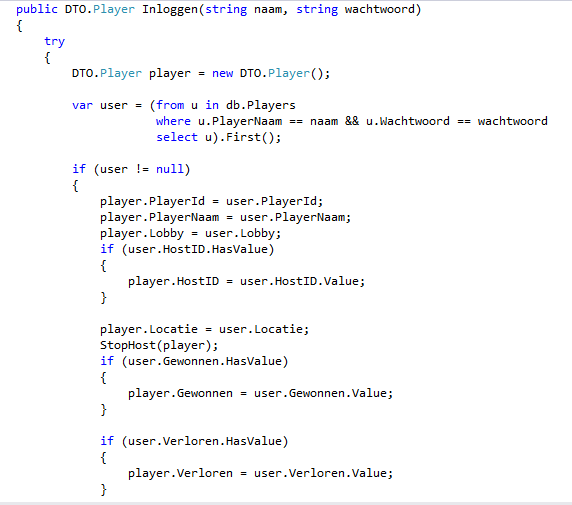 public DTO.Player Inloggen(string naam, string wachtwoord)
{
try
{
DTO.Player player = new DTO.Player();
var user = (from u in db.Players
where u.PlayerNaam == naam && u.Wachtwoord == wachtwoord
select u).First();
if (user != null)
{
player.PlayerId = user.PlayerId;
player.PlayerNaam = user.PlayerNaam;
player.Lobby = user.Lobby;
if (user.HostID.HasValue)
{
player.HostID = user.HostID.Value;
}
player.Locatie = user.Locatie;
StopHost(player);
if (user.Gewonnen.HasValue)
{
player.Gewonnen = user.Gewonnen.Value;
}
if (user.Verloren.HasValue)
{
player.Verloren = user.Verloren.Value;
}